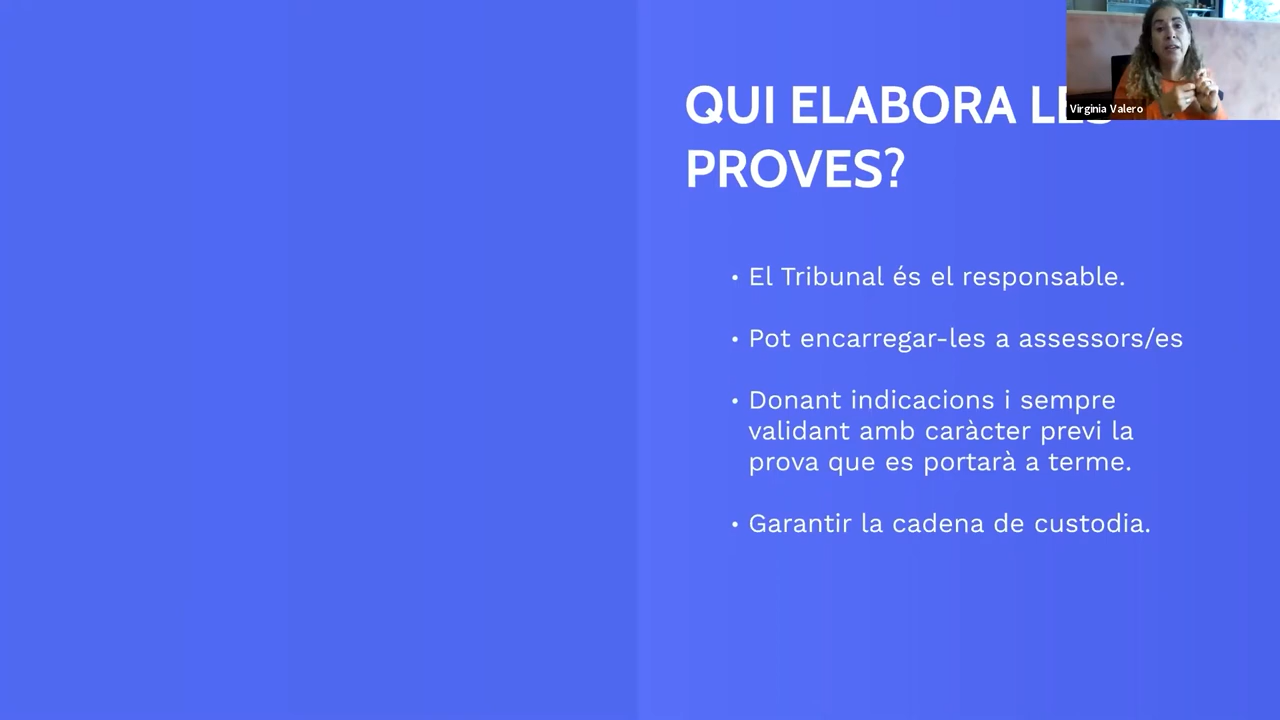 QUI ELABORA LES
PROVES?
Virginia Valero
• El Tribunal és el responsable.
• Pot encarregar-les a assessors/es
• Donant indicacions i sempre
validant amb caràcter previ la
prova que es portarà a terme.
• Garantir la cadena de custodia.